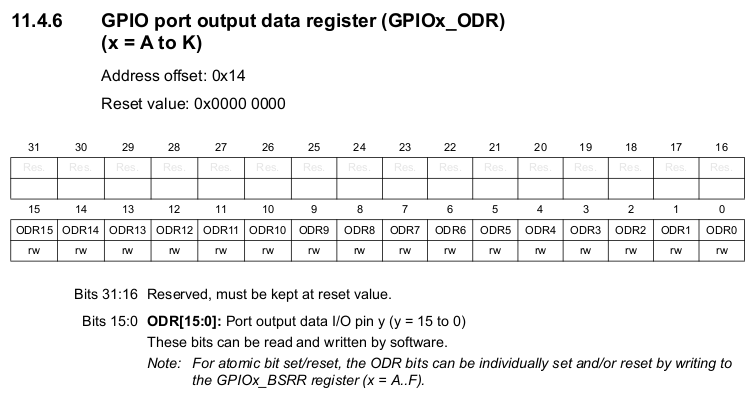 11.4.6 GPIO port output data register (GPIOx_ODR)
(x = A to K)
Address offset: 0x14
Reset value: 0x0000 0000
31 30 29 28 27 26 25 24 23 22 21 20 19 18 17 16
Res. Res. Res. Res. Res. Res. Res. Res. Res. Res. Res. Res. Res. Res. Res. Res.
15 14 13 12 11 10 9 8 7 6 5 4 3 2 1 0
ODR15 ODR14 ODR13 ODR12 ODR11 ODR10 ODR9 ODR8 ODR7 ODR6 ODR5 ODR4 ODR3 ODR2 ODR1 ODR0
rw rw rw rw rw rw rw rw rw rw rw rw rw rw rw rw
Bits 31:16 Reserved, must be kept at reset value.
Bits 15:0 ODR[15:0]: Port output data I/O pin y (y = 15 to 0)
These bits can be read and written by software.
Note: For atomic bit set/reset, the ODR bits can be individually set and/or reset by writing to
the GPIOx_BSRR register (x = A..F).